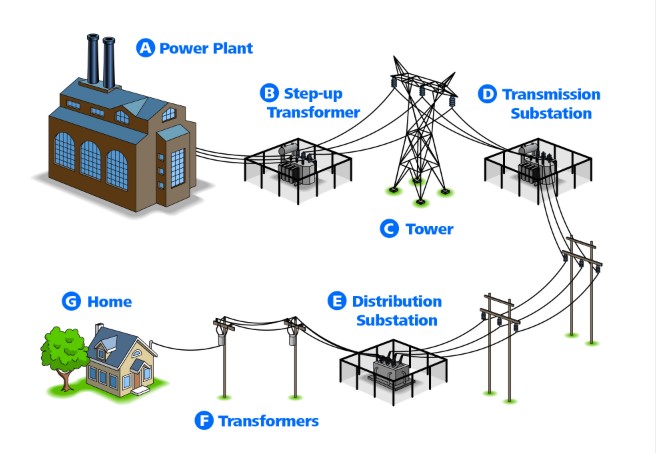 A Power Plant
B Step-up
Transformer
D Transmission
Substation
C Tower
G Home
E Distribution
Substation
F Transformers